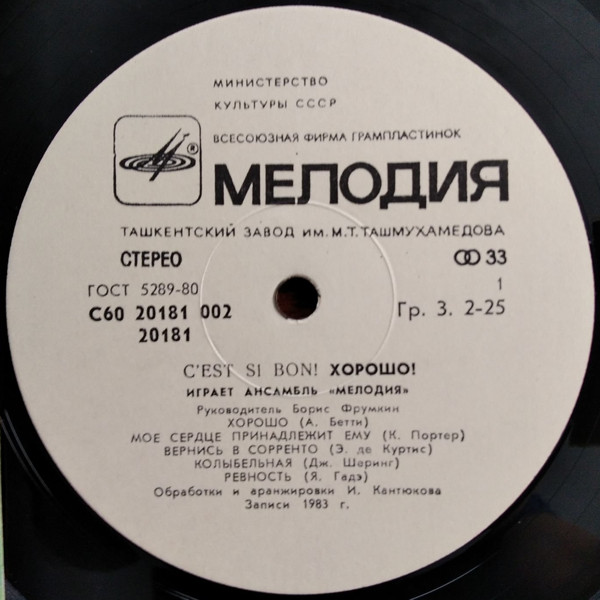 МИНИСТЕРСТВО
КУЛЬТУРЫ СССР
ВСЕСОЮЗНАЯ ФИРМА ГРАМПЛАСТИНОК
®
МЕЛОДИЯ
ТАШКЕНТСКИЙ ЗАВОД ИМ. М.Т. ТАШМУХАМЕДОВА
СТЕРЕО 33
ГОСТ 5289-80 1
С60 20181 002 Гр. 3. 2-25
20181
C'EST SI BON! ХОРОШО!
ИГРАЕТ АНСАМБЛЬ «МЕЛОДИЯ»
Руководитель Борис Фрумкин
ХОРОШО (А. Бетти)
МОЕ СЕРДЦЕ ПРИНАДЛЕЖИТ ЕМУ (К. Портер)
ВЕРНИСЬ В СОРРЕНТО (Э. де Куртис)
КОЛЫБЕЛЬНАЯ (Дж. Ширинг)
РЕВНОСТЬ (Я. Гадэ)
Обработки и аранжировки И. Кантюкова
Записи 1983 г.